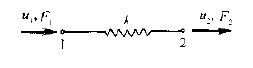 u₁, F₁
k
u₂, F₂
1
2